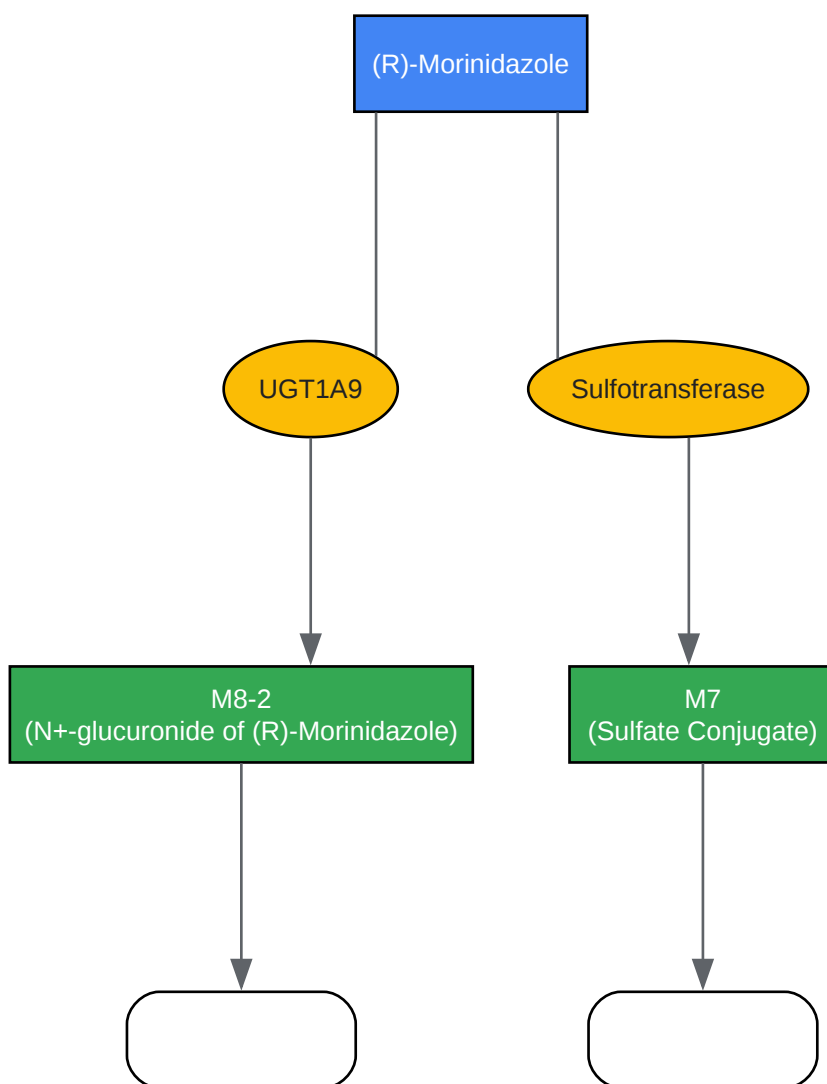 (R)-Morinidazole
UGT1A9
Sulfotransferase
M8-2
(N+-glucuronide of (R)-Morinidazole)
M7
(Sulfate Conjugate)